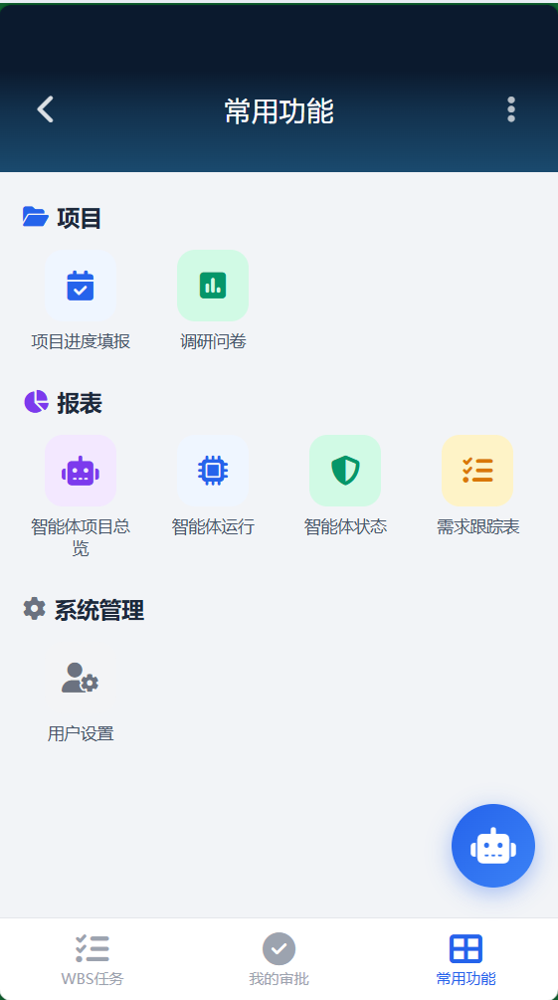 常用功能
项目
项目进度填报
调研问卷
报表
智能体项目总
览
智能体运行
智能体状态
需求跟踪表
系统管理
用户设置
WBS任务
我的审批
常用功能